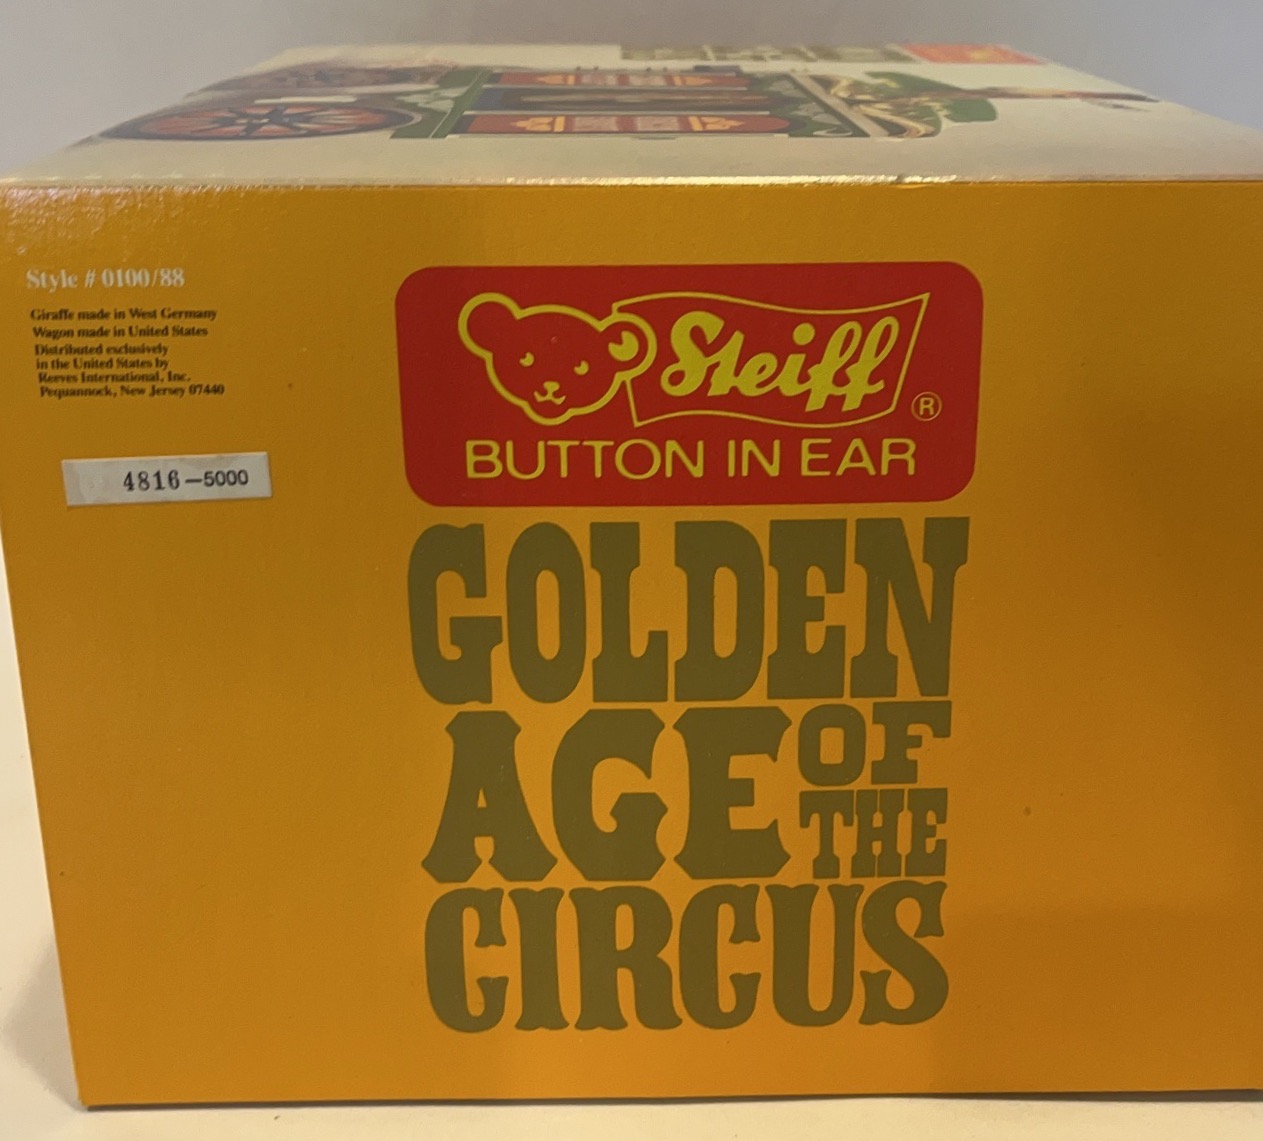 Style # 0100/88
Giraffe made in West Germany
Wagon made in United States
Distributed exclusively
in the United States by
Reeves International, Inc.
Pequannock, New Jersey 07440
4816-5000
Steiff ®
BUTTON IN EAR
GOLDEN
AGE OF
THE
CIRCUS